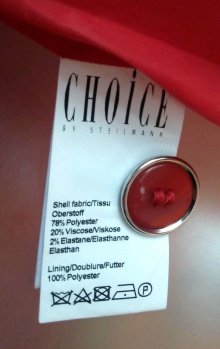 CHOiCE
BY STEILMANN
Shell fabric/Tissu
Oberstoff
78% Polyester
20% Viscose/Viskose
2% Elastane/Elasthanne
Elasthan
Lining/Doublure/Futter
100% Polyester
P